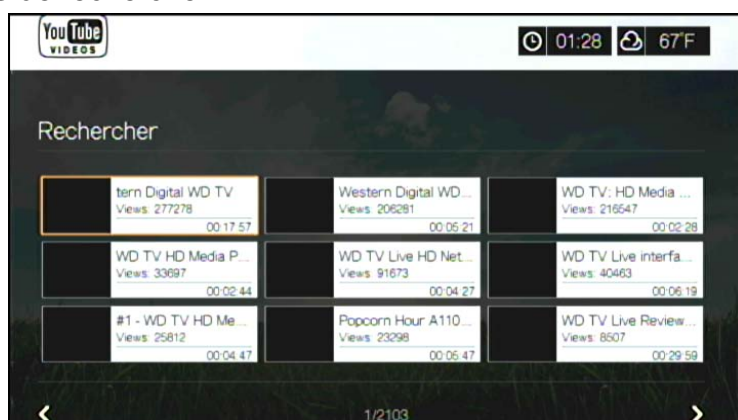 You Tube
VIDEOS
01:28
67°F
Rechercher
tern Digital WD TV
Views: 277278
00:17:57
Western Digital WD...
Views: 206281
00:05:21
WD TV: HD Media ...
Views: 216547
00:02:28
WD TV HD Media P...
Views: 33697
00:02:44
WD TV Live HD Net...
Views: 91673
00:04:27
WD TV Live interfa...
Views: 40463
00:06:19
#1 - WD TV HD Me...
Views: 25812
00:04:47
Popcorn Hour A110...
Views: 23298
00:05:47
WD TV Live Review...
Views: 8507
00:29:59
1/2103